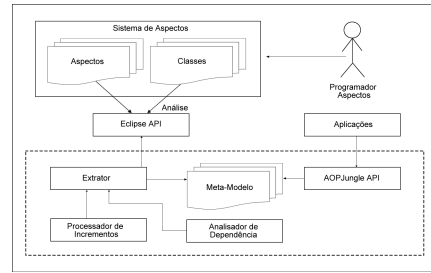 Sistema de Aspectos
Aspectos
Classes
Análise
Programador
Aspectos
Eclipse API
Aplicações
Extrator
Meta-Modelo
AOPJungle API
Processador de
Incrementos
Analisador de
Dependência